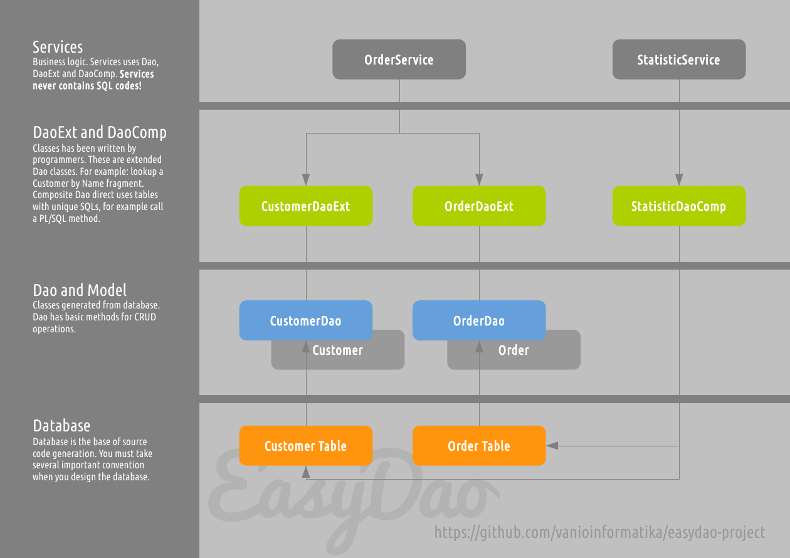 Services
Business logic. Services uses Dao,
DaoExt and DaoComp. Services
never contains SQL codes!
OrderService
StatisticService
DaoExt and DaoComp
Classes has been written by
programmers. These are extended
Dao classes. For example: lookup a
Customer by Name fragment.
Composite Dao direct uses tables
with unique SQLs, for example call
a PL/SQL method.
CustomerDaoExt
OrderDaoExt
StatisticDaoComp
Dao and Model
Classes generated from database.
Dao has basic methods for CRUD
operations.
CustomerDao
OrderDao
Customer
Order
Database
Database is the base of source
code generation. You must take
several important convention
when you design the database.
Customer Table
Order Table
EasyDao
https://github.com/vanioinformatika/easydao-project